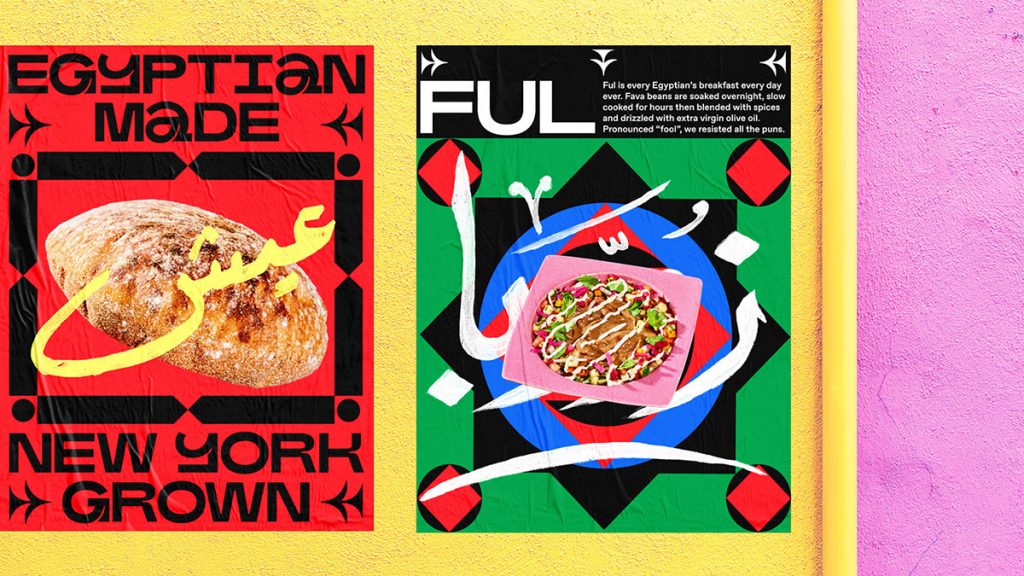 EGYPTIAN
MADE
عيش
NEW YORK
GROWN
FUL
Ful is every Egyptian's breakfast every day
ever. Fava beans are soaked overnight, slow
cooked for hours then blended with spices
and drizzled with extra virgin olive oil.
Pronounced "fool", we resisted all the puns.